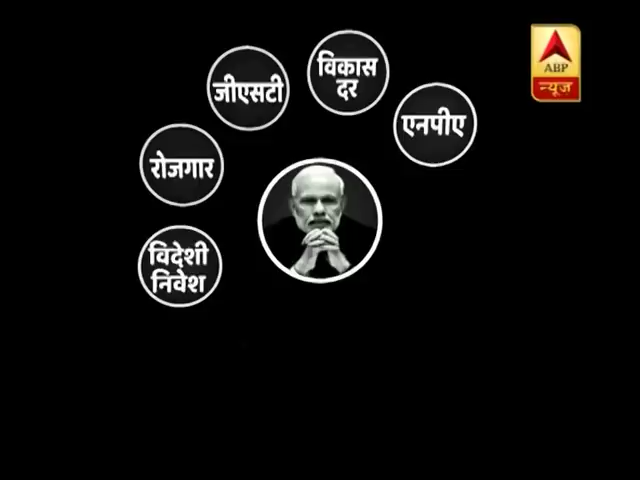 विकास
दर
जीएसटी
एनपीए
रोजगार
विदेशी
निवेश
ABP
न्यूज़